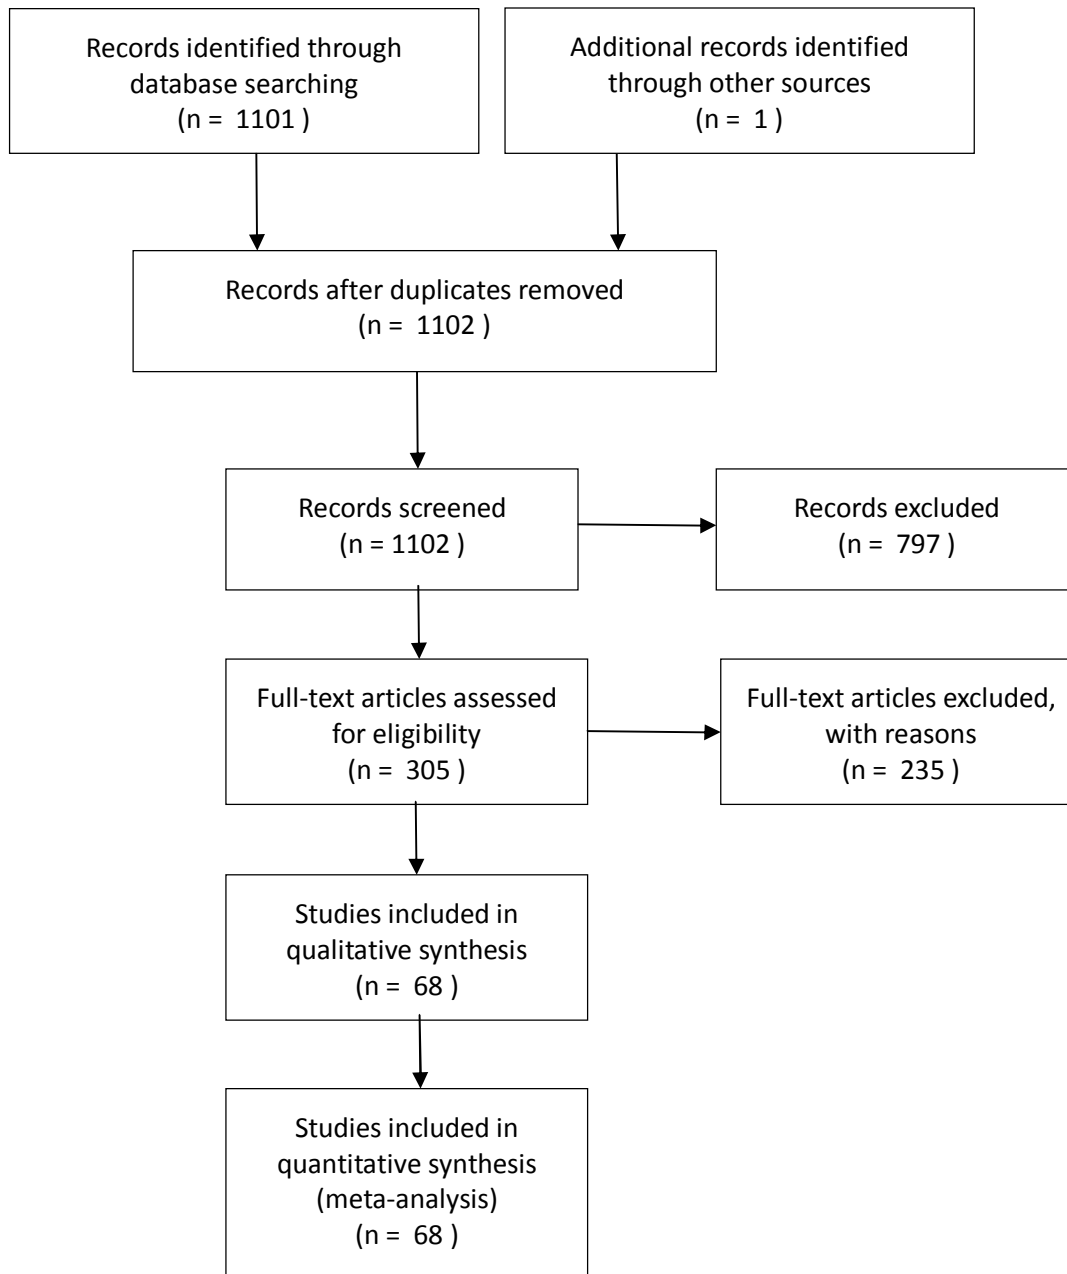 Records identified through
database searching
(n =  1101 )
Additional records identified
through other sources
(n =  1 )
Records after duplicates removed
(n =  1102 )
Records screened
(n = 1102 )
Records excluded
(n =  797 )
Full-text articles assessed
for eligibility
(n =  305 )
Full-text articles excluded,
with reasons
(n =  235 )
Studies included in
qualitative synthesis
(n =  68 )
Studies included in
quantitative synthesis
(meta-analysis)
(n =  68 )